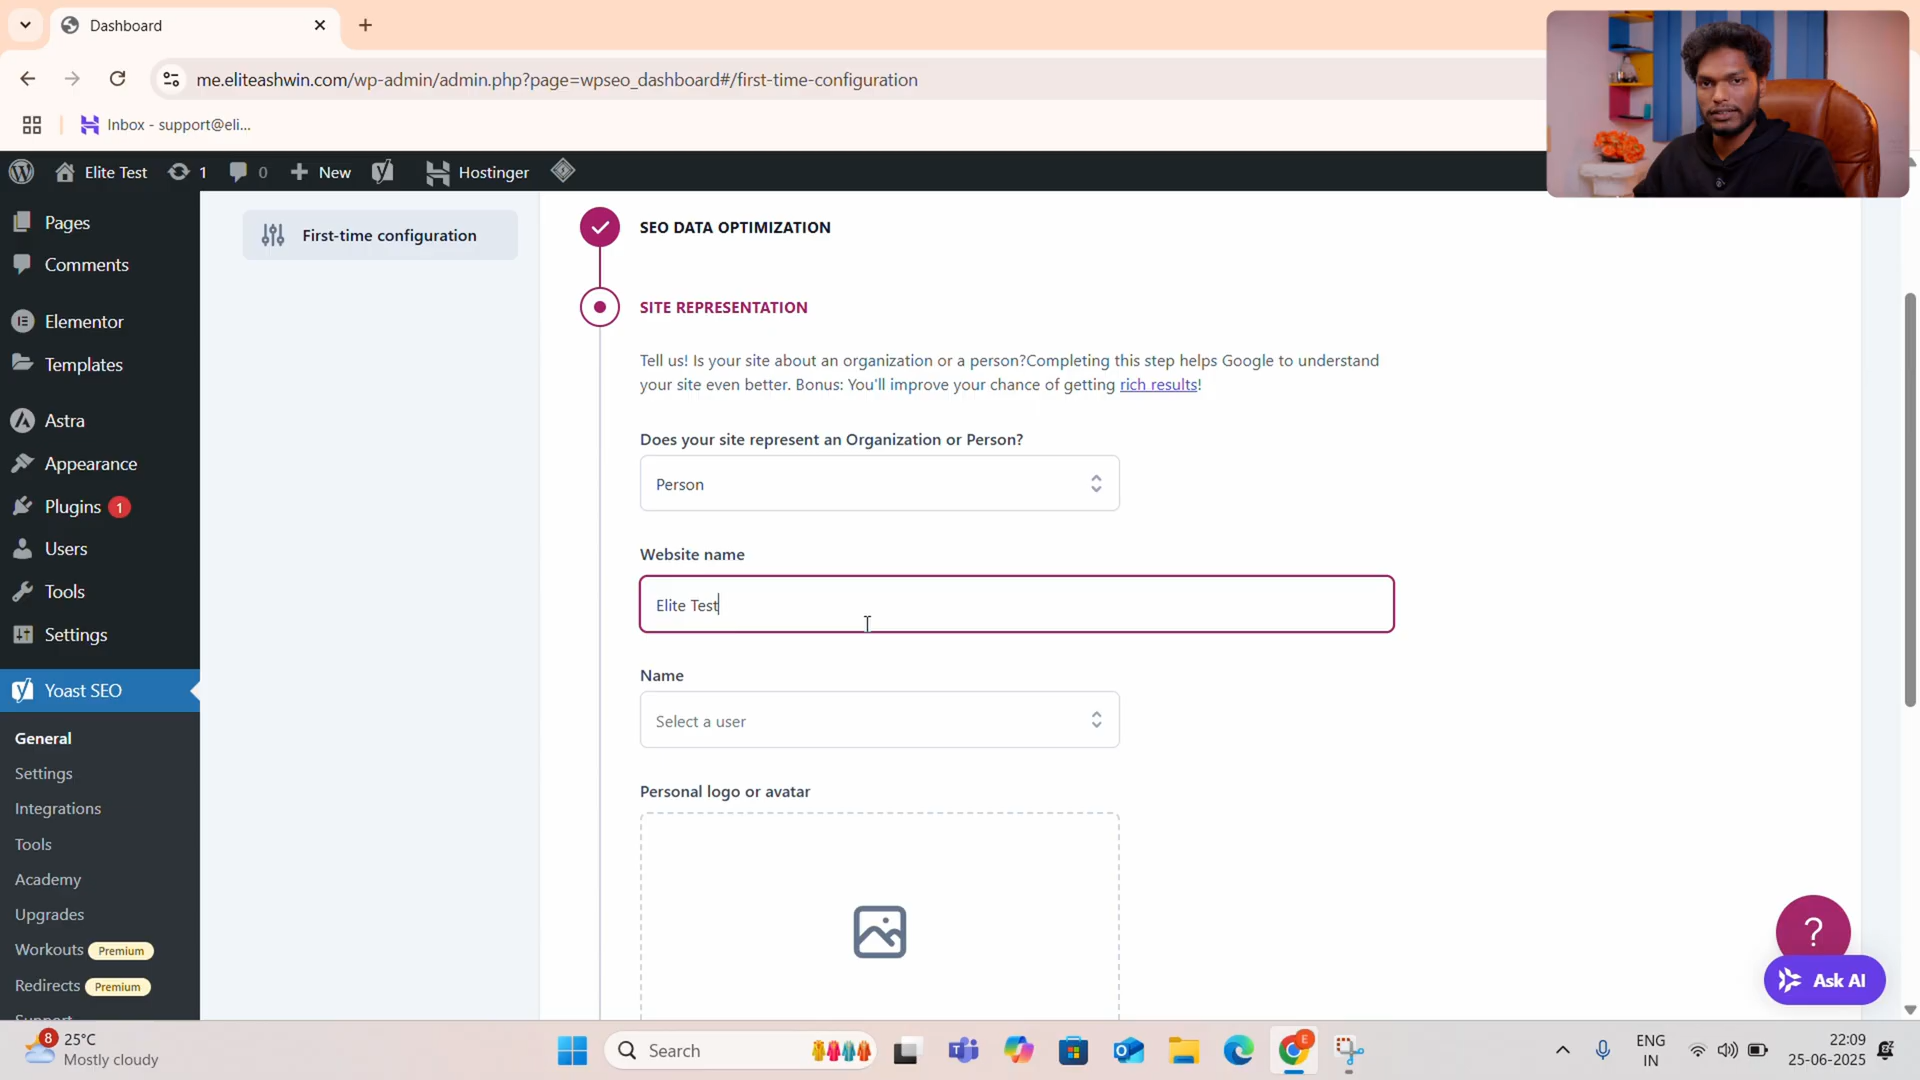 Dashboard
me.eliteashwin.com/wp-admin/admin.php?page=wpseo_dashboard#/first-time-configuration
Inbox - support@eli...
Elite Test
1
0
New
Hostinger
Pages
Comments
Elementor
Templates
Astra
Appearance
Plugins 1
Users
Tools
Settings
Yoast SEO
General
Settings
Integrations
Tools
Academy
Upgrades
Workouts Premium
Redirects Premium
Support
First-time configuration
SEO DATA OPTIMIZATION
SITE REPRESENTATION
Tell us! Is your site about an organization or a person?Completing this step helps Google to understand
your site even better. Bonus: You'll improve your chance of getting rich results!
Does your site represent an Organization or Person?
Person
Website name
Elite Test
Name
Select a user
Personal logo or avatar
?
Ask AI
8
25°C
Mostly cloudy
Search
E
ENG
IN
22:09
25-06-2025